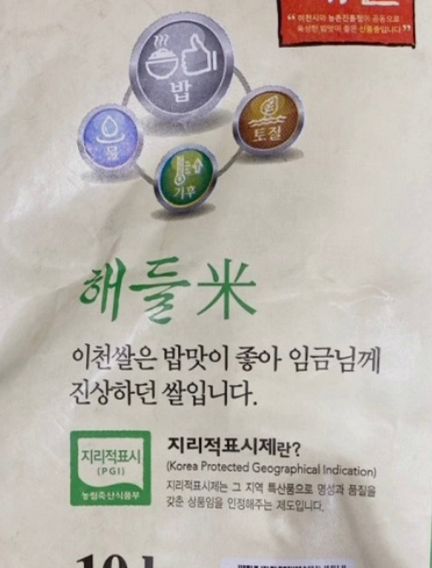 “ 이천시와 농촌진흥청이 공동으로
육성한 밥맛이 좋은 신품종입니다. ”
밥
물
토질
기후
해들米
이천쌀은 밥맛이 좋아 임금님께
진상하던 쌀입니다.
지리적표시
(PGI)
농림축산식품부
지리적표시제란?
(Korea Protected Geographical Indication)
지리적표시제는 그 지역 특산품으로 명성과 품질을
갖춘 상품임을 인정해주는 제도입니다.